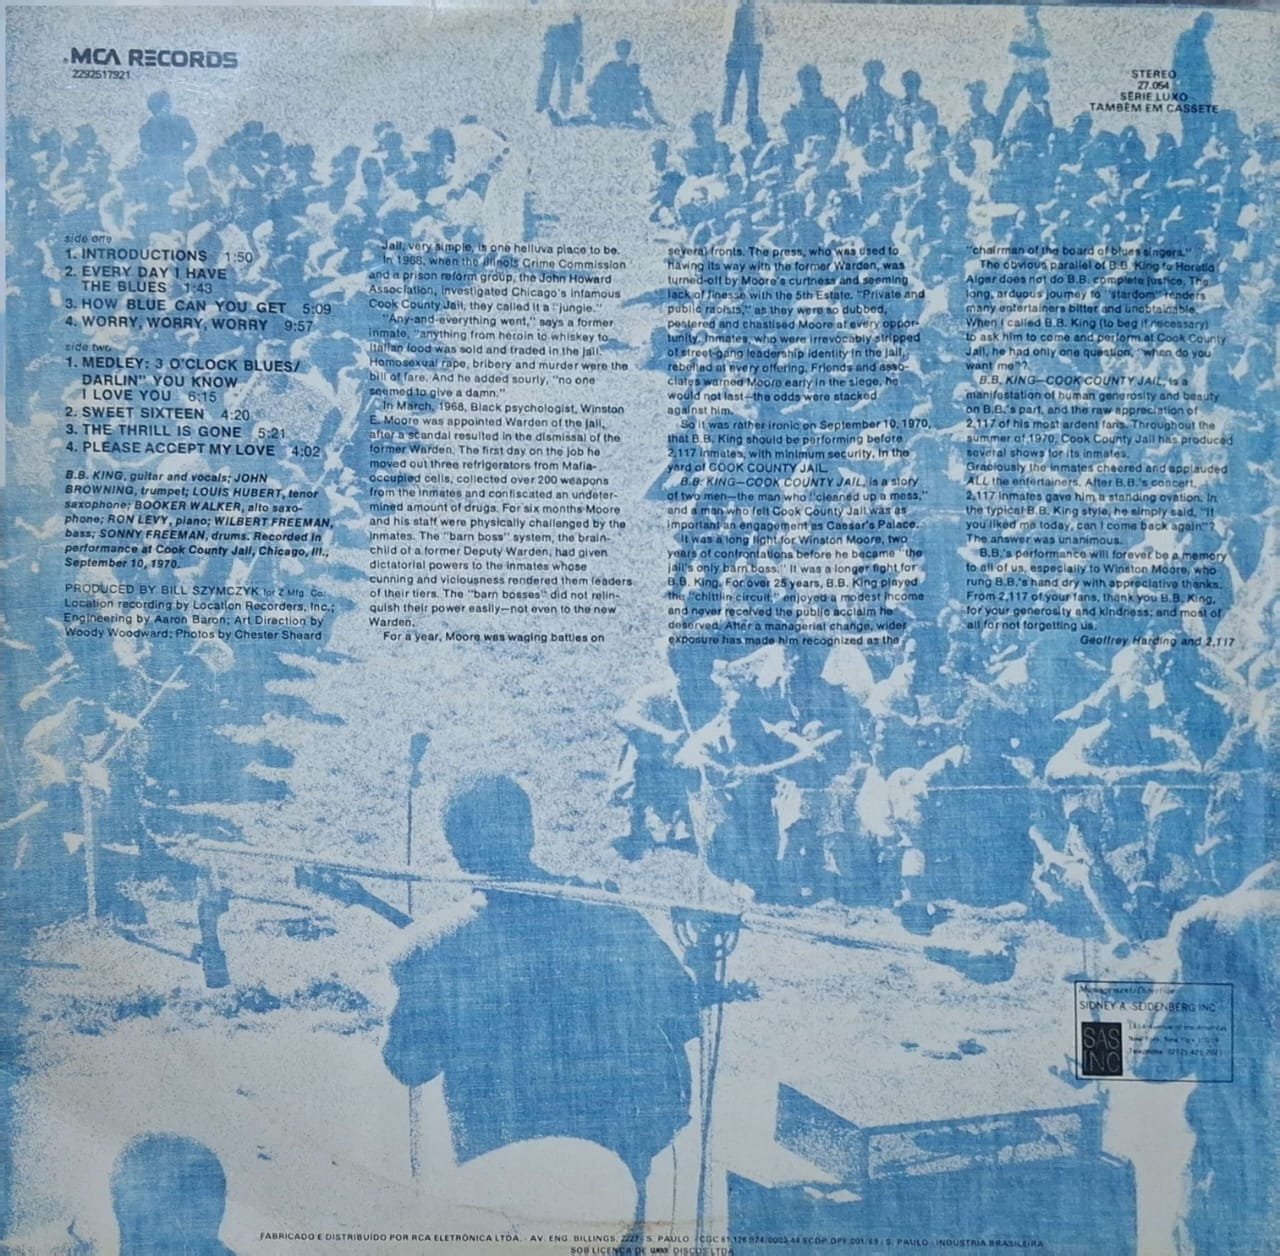 MCA RECORDS
2292517921
STEREO
27.054
SÉRIE LUXO
TAMBÉM EM CASSETE
side one
1. INTRODUCTIONS 1:50
2. EVERY DAY I HAVE
THE BLUES 1:43
3. HOW BLUE CAN YOU GET 5:09
4. WORRY, WORRY, WORRY 9:57
side two
1. MEDLEY: 3 O'CLOCK BLUES/
DARLIN" YOU KNOW
I LOVE YOU 6:15
2. SWEET SIXTEEN 4:20
3. THE THRILL IS GONE 5:21
4. PLEASE ACCEPT MY LOVE 4:02
B.B. KING, guitar and vocals; JOHN
BROWNING, trumpet; LOUIS HUBERT, tenor
saxophone; BOOKER WALKER, alto saxo-
phone; RON LEVY, piano; WILBERT FREEMAN,
bass; SONNY FREEMAN, drums. Recorded in
performance at Cook County Jail, Chicago, Ill.,
September 10, 1970.
PRODUCED BY BILL SZYMCZYK for Z Mfg. Co.
Location recording by Location Recorders, Inc.;
Engineering by Aaron Baron; Art Direction by
Woody Woodward; Photos by Chester Sheard
Jail, very simple, is one helluva place to be.
In 1968, when the Illinois Crime Commission
and a prison reform group, the John Howard
Association, investigated Chicago's infamous
Cook County Jail, they called it a "jungle."
"Any-and-everything went," says a former
inmate, "anything from heroin to whiskey to
Italian food was sold and traded in the jail.
Homosexual rape, bribery and murder were the
bill of fare. And he added sourly, "no one
seemed to give a damn."
In March, 1968, Black psychologist, Winston
E. Moore was appointed Warden of the jail,
after a scandal resulted in the dismissal of the
former Warden. The first day on the job he
moved out three refrigerators from Mafia-
occupied cells, collected over 200 weapons
from the inmates and confiscated an undeter-
mined amount of drugs. For six months Moore
and his staff were physically challenged by the
inmates. The "barn boss" system, the brain-
child of a former Deputy Warden, had given
dictatorial powers to the inmates whose
cunning and viciousness rendered them leaders
of their tiers. The "barn bosses" did not relin-
quish their power easily—not even to the new
Warden.
For a year, Moore was waging battles on
several fronts. The press, who was used to
having its way with the former Warden, was
turned-off by Moore's curtness and seeming
lack of finesse with the 5th Estate. "Private and
public racists," as they were so dubbed,
pestered and chastised Moore at every oppor-
tunity. Inmates, who were irrevocably stripped
of street-gang leadership identity in the jail,
rebelled at every offering. Friends and asso-
ciates warned Moore early in the siege, he
would not last—the odds were stacked
against him.
So it was rather ironic on September 10, 1970,
that B.B. King should be performing before
2,117 inmates, with minimum security, in the
yard of COOK COUNTY JAIL.
B.B. KING—COOK COUNTY JAIL, is a story
of two men—the man who "cleaned up a mess,"
and a man who felt Cook County Jail was as
important an engagement as Caesar's Palace.
It was a long fight for Winston Moore, two
years of confrontations before he became "the
jail's only barn boss." It was a longer fight for
B.B. King. For over 25 years, B.B. King played
the "chittlin circuit," enjoyed a modest income
and never received the public acclaim he
deserved. After a managerial change, wider
exposure has made him recognized as the
"chairman of the board of blues singers."
The obvious parallel of B.B. King to Horatio
Alger does not do B.B. complete justice. The
long, arduous journey to "stardom" renders
many entertainers bitter and unobtainable.
When I called B.B. King (to beg if necessary)
to ask him to come and perform at Cook County
Jail, he had only one question, "when do you
want me"?
B.B. KING—COOK COUNTY JAIL, is a
manifestation of human generosity and beauty
on B.B.'s part, and the raw appreciation of
2,117 of his most ardent fans. Throughout the
summer of 1970, Cook County Jail has produced
several shows for its inmates.
Graciously the inmates cheered and applauded
ALL the entertainers. After B.B.'s concert,
2,117 inmates gave him a standing ovation. In
the typical B.B. King style, he simply said, "If
you liked me today, can I come back again"?
The answer was unanimous.
B.B.'s performance will forever be a memory
to all of us, especially to Winston Moore, who
rung B.B.'s hand dry with appreciative thanks.
From 2,117 of your fans, thank you B.B. King,
for your generosity and kindness; and most of
all for not forgetting us.
Geoffrey Harding and 2,117
Management/Direction
SIDNEY A. SEIDENBERG INC.
SAS
INC
FABRICADO E DISTRIBUÍDO POR RCA ELETRÔNICA LTDA. - AV. ENG. BILLINGS, 2227 - S. PAULO - CGC
S. PAULO - INDÚSTRIA BRASILEIRA
SOB LICENÇA DE wea DISCOS LTDA